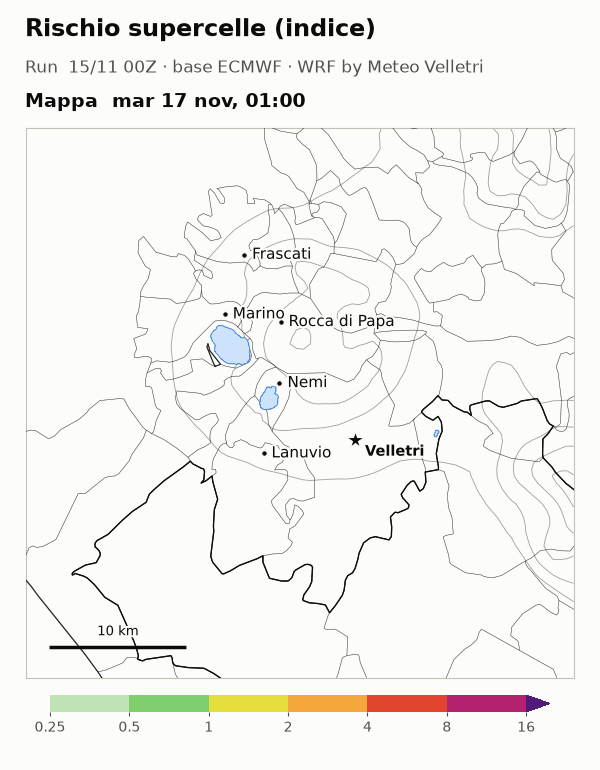 Rischio supercelle (indice)
Run  15/11 00Z · base ECMWF · WRF by Meteo Velletri
Mappa  mar 17 nov, 01:00
Frascati
Marino
Rocca di Papa
Nemi
Velletri
Lanuvio
10 km
0.25 0.5 1 2 4 8 16